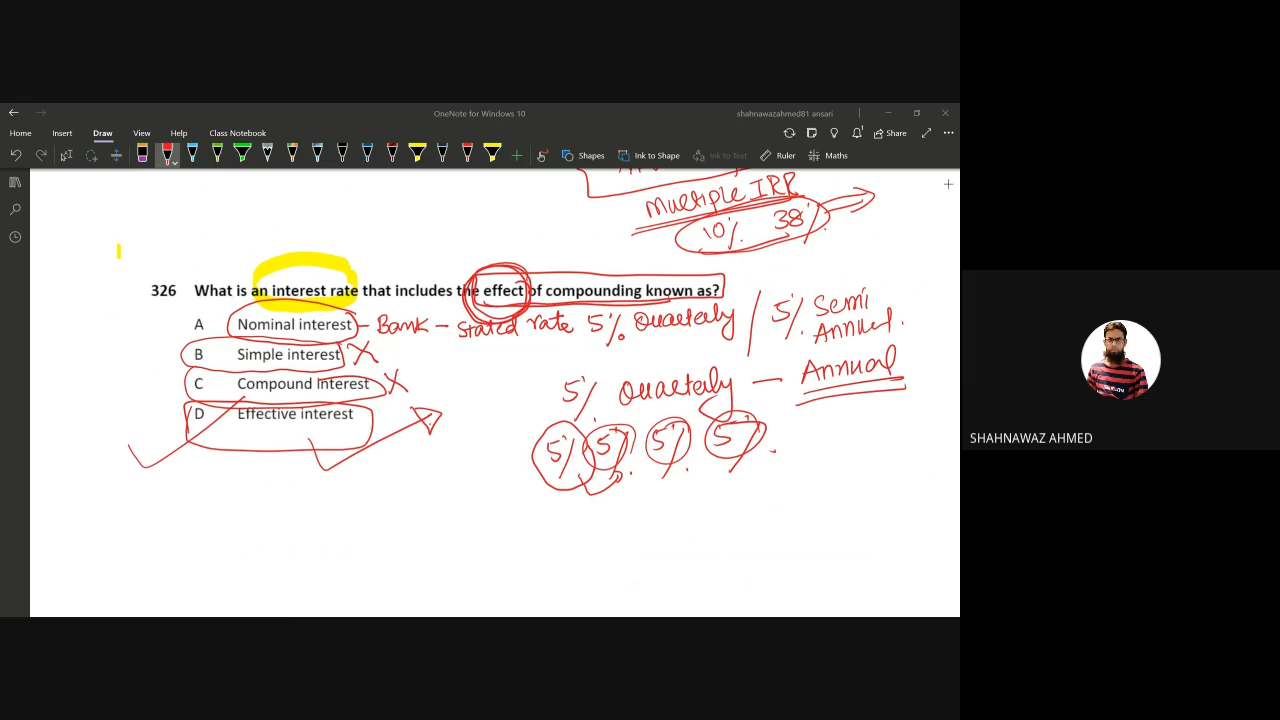 OneNote for Windows 10
shahnawazahmed81 ansari
Home Insert Draw View Help Class Notebook Share
Shapes Ink to Shape Ink to Text Ruler Maths
Multiple IRR
10% 38%
326 What is an interest rate that includes the effect of compounding known as?
A Nominal interest - Bank - Stated rate 5% Quarterly / 5% Semi Annual.
B Simple interest X
C Compound interest X
D Effective interest
5% Quarterly — Annual
5% 5% 5% 5%
SHAHNAWAZ AHMED